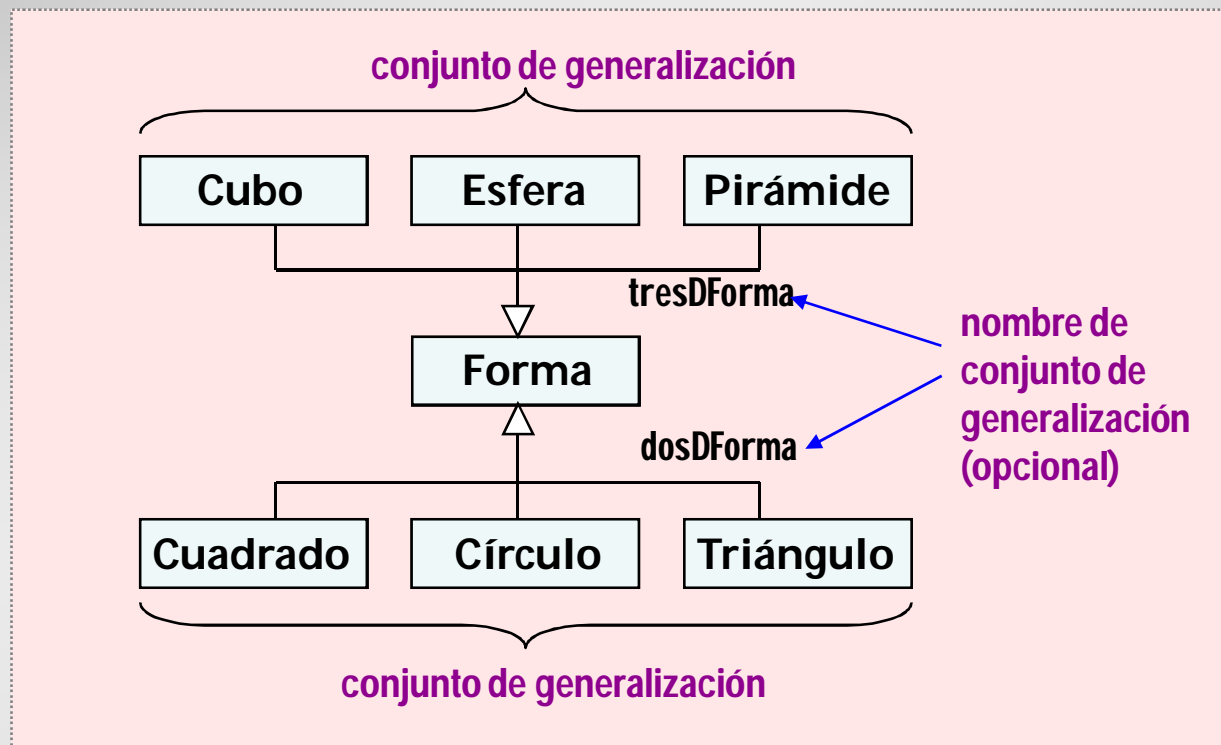 conjunto de generalización
Cubo
Esfera
Pirámide
tresDForma
Forma
nombre de
conjunto de
generalización
(opcional)
dosDForma
Cuadrado
Círculo
Triángulo
conjunto de generalización